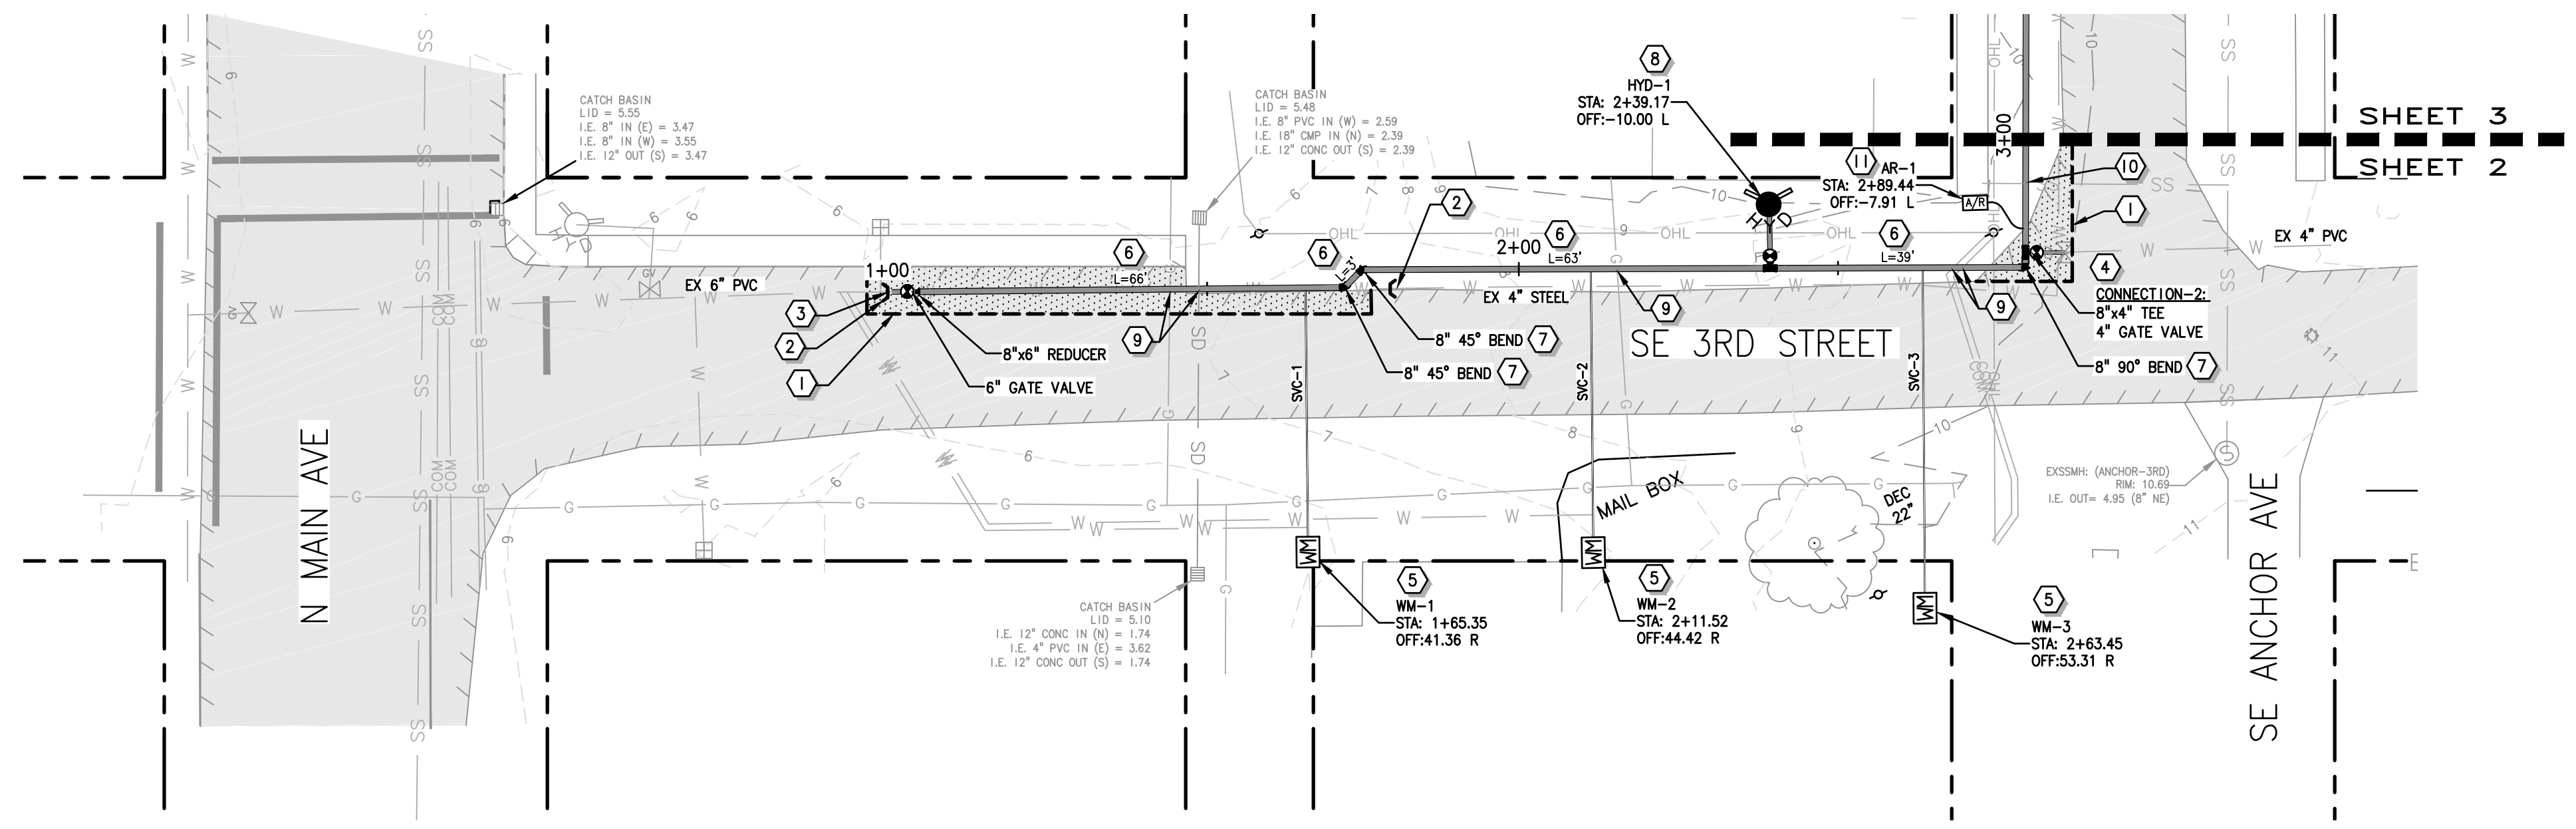 CATCH BASIN
LID = 5.55
I.E. 8" IN (E) = 3.47
I.E. 8" IN (W) = 3.55
I.E. 12" OUT (S) = 3.47
CATCH BASIN
LID = 5.48
I.E. 8" PVC IN (W) = 2.59
I.E. 18" CMP IN (N) = 2.39
I.E. 12" CONC OUT (S) = 2.39
8
HYD-1
STA: 2+39.17
OFF:-10.00 L
11
AR-1
STA: 2+89.44
OFF:-7.91 L
A/R
HYD
HYD
3+00
SHEET 3
SHEET 2
10
1
EX 4" PVC
4
CONNECTION-2:
8"x4" TEE
4" GATE VALVE
8" 90° BEND 7
EX 6" PVC
1+00
6
L=66'
6
L=3'
2
2+00
6
L=63'
6
L=39'
EX 4" STEEL
3
2
1
8"x6" REDUCER
6" GATE VALVE
9
8" 45° BEND 7
8" 45° BEND 7
9
9
SE 3RD STREET
SVC-1
SVC-2
SVC-3
N MAIN AVE
SE ANCHOR AVE
MAIL BOX
DEC
22"
EXSSMH: (ANCHOR-3RD)
RIM: 10.69
I.E. OUT= 4.95 (8" NE)
CATCH BASIN
LID = 5.10
I.E. 12" CONC IN (N) = 1.74
I.E. 4" PVC IN (E) = 3.62
I.E. 12" CONC OUT (S) = 1.74
WM
5
WM-1
STA: 1+65.35
OFF:41.36 R
WM
5
WM-2
STA: 2+11.52
OFF:44.42 R
WM
5
WM-3
STA: 2+63.45
OFF:53.31 R